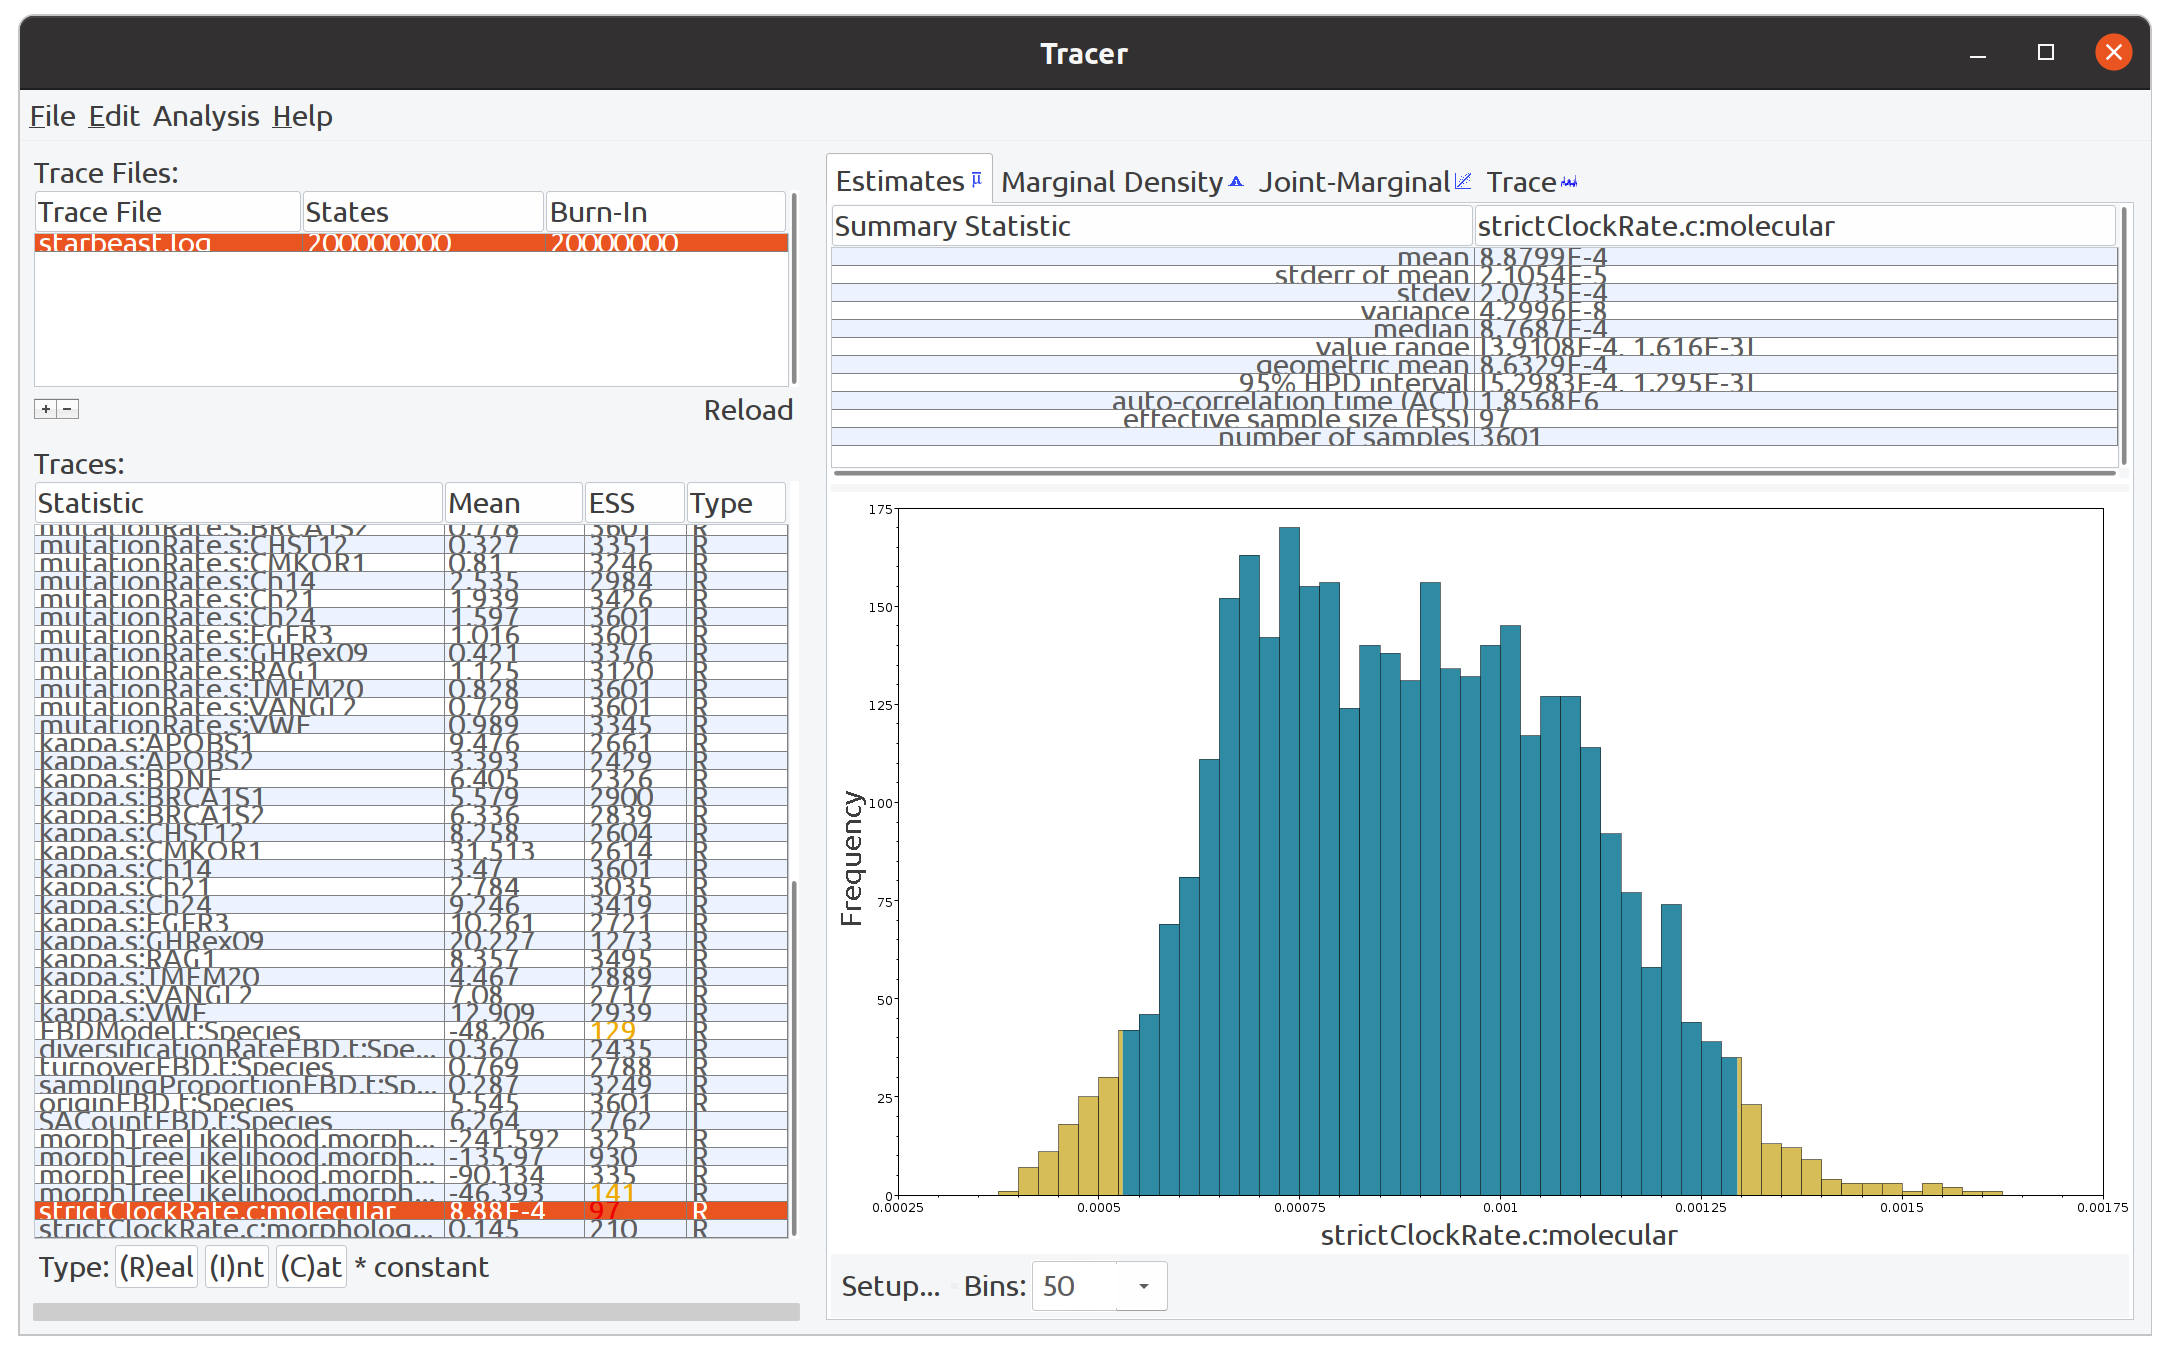 Tracer
File Edit Analysis Help
Trace Files:
Trace File States Burn-In
starbeast.log 200000000 20000000
+ -
Reload
Traces:
Statistic Mean ESS Type
mutationRate.s:BRCA1S2 0.778 3601 R
mutationRate.s:CHST12 0.327 3351 R
mutationRate.s:CMKOR1 0.81 3246 R
mutationRate.s:Ch14 2.535 2984 R
mutationRate.s:Ch21 1.939 3426 R
mutationRate.s:Ch24 1.597 3601 R
mutationRate.s:EGFR3 1.016 3601 R
mutationRate.s:GHRex09 0.421 3376 R
mutationRate.s:RAG1 1.125 3120 R
mutationRate.s:TMEM20 0.828 3601 R
mutationRate.s:VANGL2 0.729 3601 R
mutationRate.s:VWF 0.989 3345 R
kappa.s:APOBS1 9.476 2661 R
kappa.s:APOBS2 3.393 2429 R
kappa.s:BDNF 6.405 2326 R
kappa.s:BRCA1S1 5.579 2900 R
kappa.s:BRCA1S2 6.336 2839 R
kappa.s:CHST12 8.258 2604 R
kappa.s:CMKOR1 31.513 2614 R
kappa.s:Ch14 3.47 3601 R
kappa.s:Ch21 2.784 3035 R
kappa.s:Ch24 9.246 3419 R
kappa.s:EGFR3 10.261 2721 R
kappa.s:GHRex09 20.227 1273 R
kappa.s:RAG1 8.357 3495 R
kappa.s:TMEM20 4.467 2889 R
kappa.s:VANGL2 7.08 2717 R
kappa.s:VWF 12.909 2939 R
FBDModel.t:Species -48.206 129 R
diversificationRateFBD.t:Spe... 0.367 2435 R
turnoverFBD.t:Species 0.769 2788 R
samplingProportionFBD.t:Sp... 0.287 3249 R
originFBD.t:Species 5.545 3601 R
SACountFBD.t:Species 6.264 2762 I
morphTreeLikelihood.morph... -241.592 325 R
morphTreeLikelihood.morph... -135.97 930 R
morphTreeLikelihood.morph... -90.134 335 R
morphTreeLikelihood.morph... -46.393 141 R
strictClockRate.c:molecular 8.88E-4 97 R
strictClockRate.c:morpholog... 0.145 210 R
Type: (R)eal (I)nt (C)at * constant
Estimates μ Marginal Density Joint-Marginal Trace
Summary Statistic strictClockRate.c:molecular
mean 8.8799E-4
stderr of mean 2.1054E-5
stdev 2.0735E-4
variance 4.2996E-8
median 8.7687E-4
value range [3.9108E-4, 1.616E-3]
geometric mean 8.6329E-4
95% HPD interval [5.2983E-4, 1.295E-3]
auto-correlation time (ACT) 1.8568E6
effective sample size (ESS) 97
number of samples 3601
175
150
125
100
75
50
25
0
Frequency
0.00025 0.0005 0.00075 0.001 0.00125 0.0015 0.00175
strictClockRate.c:molecular
Setup... Bins: 50